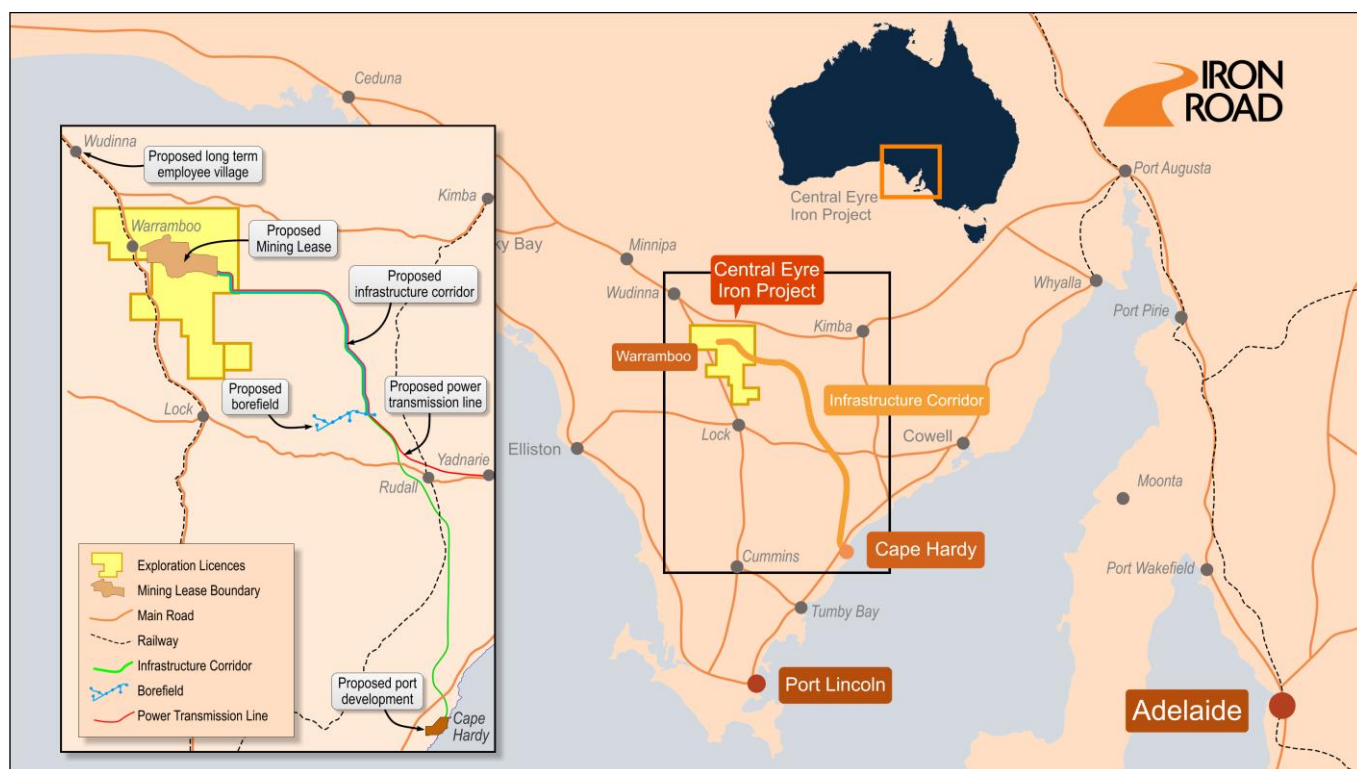 Ceduna
IRON
ROAD
Wudinna
Proposed long term
employee village
Kimba
Warramboo
Proposed
Mining Lease
Proposed
infrastructure corridor
Proposed
borefield
Proposed power
transmission line
Lock
Yadnarie
Rudall
Exploration Licences
Mining Lease Boundary
Main Road
Railway
Infrastructure Corridor
Borefield
Power Transmission Line
Proposed port
development
Cape
Hardy
Central Eyre
Iron Project
Port Augusta
ky Bay
Minnipa
Wudinna
Central Eyre
Iron Project
Whyalla
Port Pirie
Kimba
Warramboo
Infrastructure Corridor
Lock
Cowell
Elliston
Moonta
Cape Hardy
Cummins
Port Wakefield
Tumby Bay
Port Lincoln
Adelaide